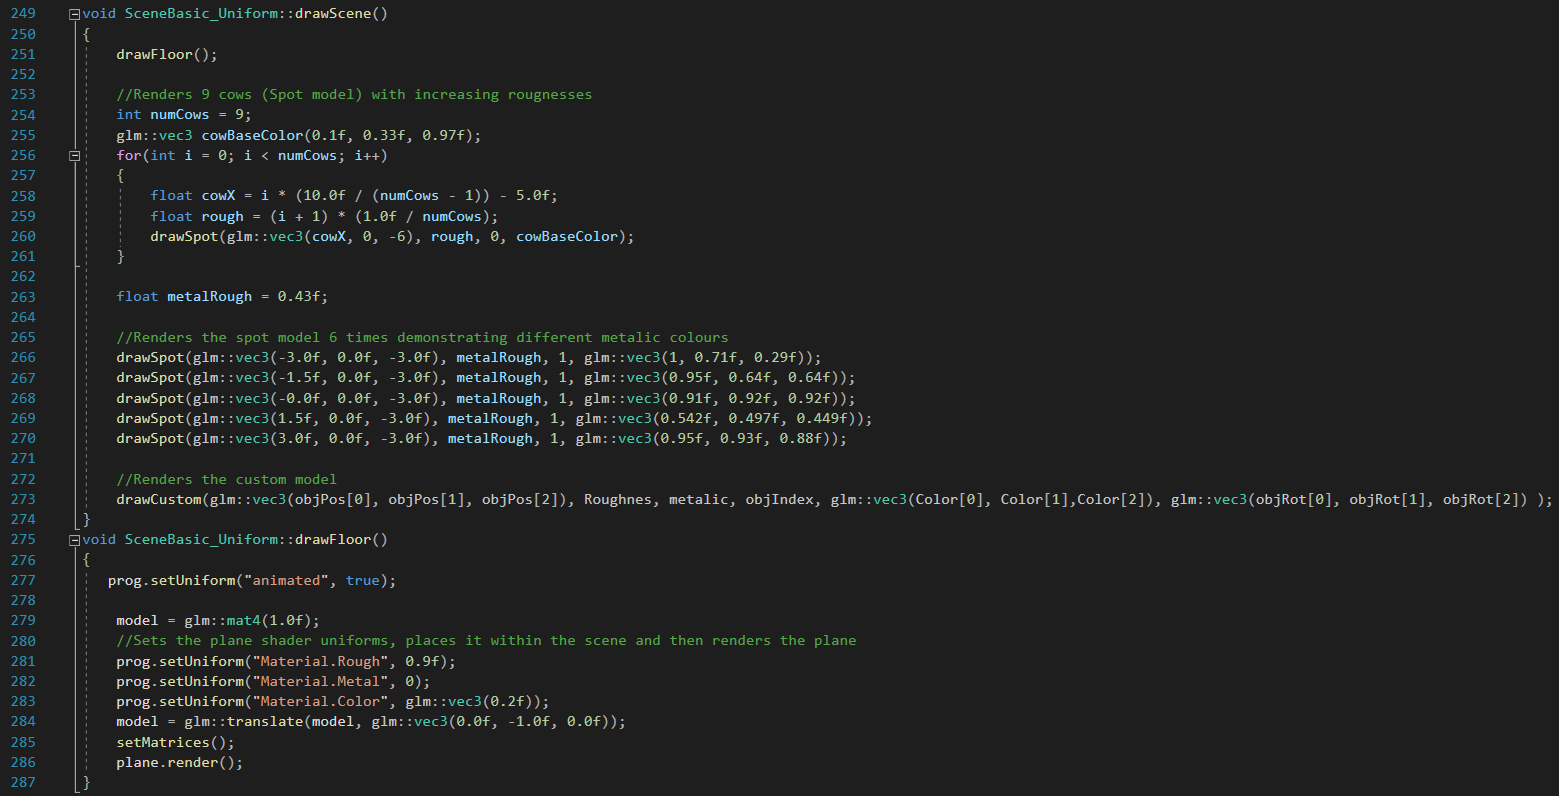 249 void SceneBasic_Uniform::drawScene()
250 {
251     drawFloor();
252
253     //Renders 9 cows (Spot model) with increasing rougnesses
254     int numCows = 9;
255     glm::vec3 cowBaseColor(0.1f, 0.33f, 0.97f);
256     for(int i = 0; i < numCows; i++)
257     {
258         float cowX = i * (10.0f / (numCows - 1)) - 5.0f;
259         float rough = (i + 1) * (1.0f / numCows);
260         drawSpot(glm::vec3(cowX, 0, -6), rough, 0, cowBaseColor);
261     }
262
263     float metalRough = 0.43f;
264
265     //Renders the spot model 6 times demonstrating different metalic colours
266     drawSpot(glm::vec3(-3.0f, 0.0f, -3.0f), metalRough, 1, glm::vec3(1, 0.71f, 0.29f));
267     drawSpot(glm::vec3(-1.5f, 0.0f, -3.0f), metalRough, 1, glm::vec3(0.95f, 0.64f, 0.64f));
268     drawSpot(glm::vec3(-0.0f, 0.0f, -3.0f), metalRough, 1, glm::vec3(0.91f, 0.92f, 0.92f));
269     drawSpot(glm::vec3(1.5f, 0.0f, -3.0f), metalRough, 1, glm::vec3(0.542f, 0.497f, 0.449f));
270     drawSpot(glm::vec3(3.0f, 0.0f, -3.0f), metalRough, 1, glm::vec3(0.95f, 0.93f, 0.88f));
271
272     //Renders the custom model
273     drawCustom(glm::vec3(objPos[0], objPos[1], objPos[2]), Roughnes, metalic, objIndex, glm::vec3(Color[0], Color[1],Color[2]), glm::vec3(objRot[0], objRot[1], objRot[2]) );
274 }
275 void SceneBasic_Uniform::drawFloor()
276 {
277    prog.setUniform("animated", true);
278
279     model = glm::mat4(1.0f);
280     //Sets the plane shader uniforms, places it within the scene and then renders the plane
281     prog.setUniform("Material.Rough", 0.9f);
282     prog.setUniform("Material.Metal", 0);
283     prog.setUniform("Material.Color", glm::vec3(0.2f));
284     model = glm::translate(model, glm::vec3(0.0f, -1.0f, 0.0f));
285     setMatrices();
286     plane.render();
287 }